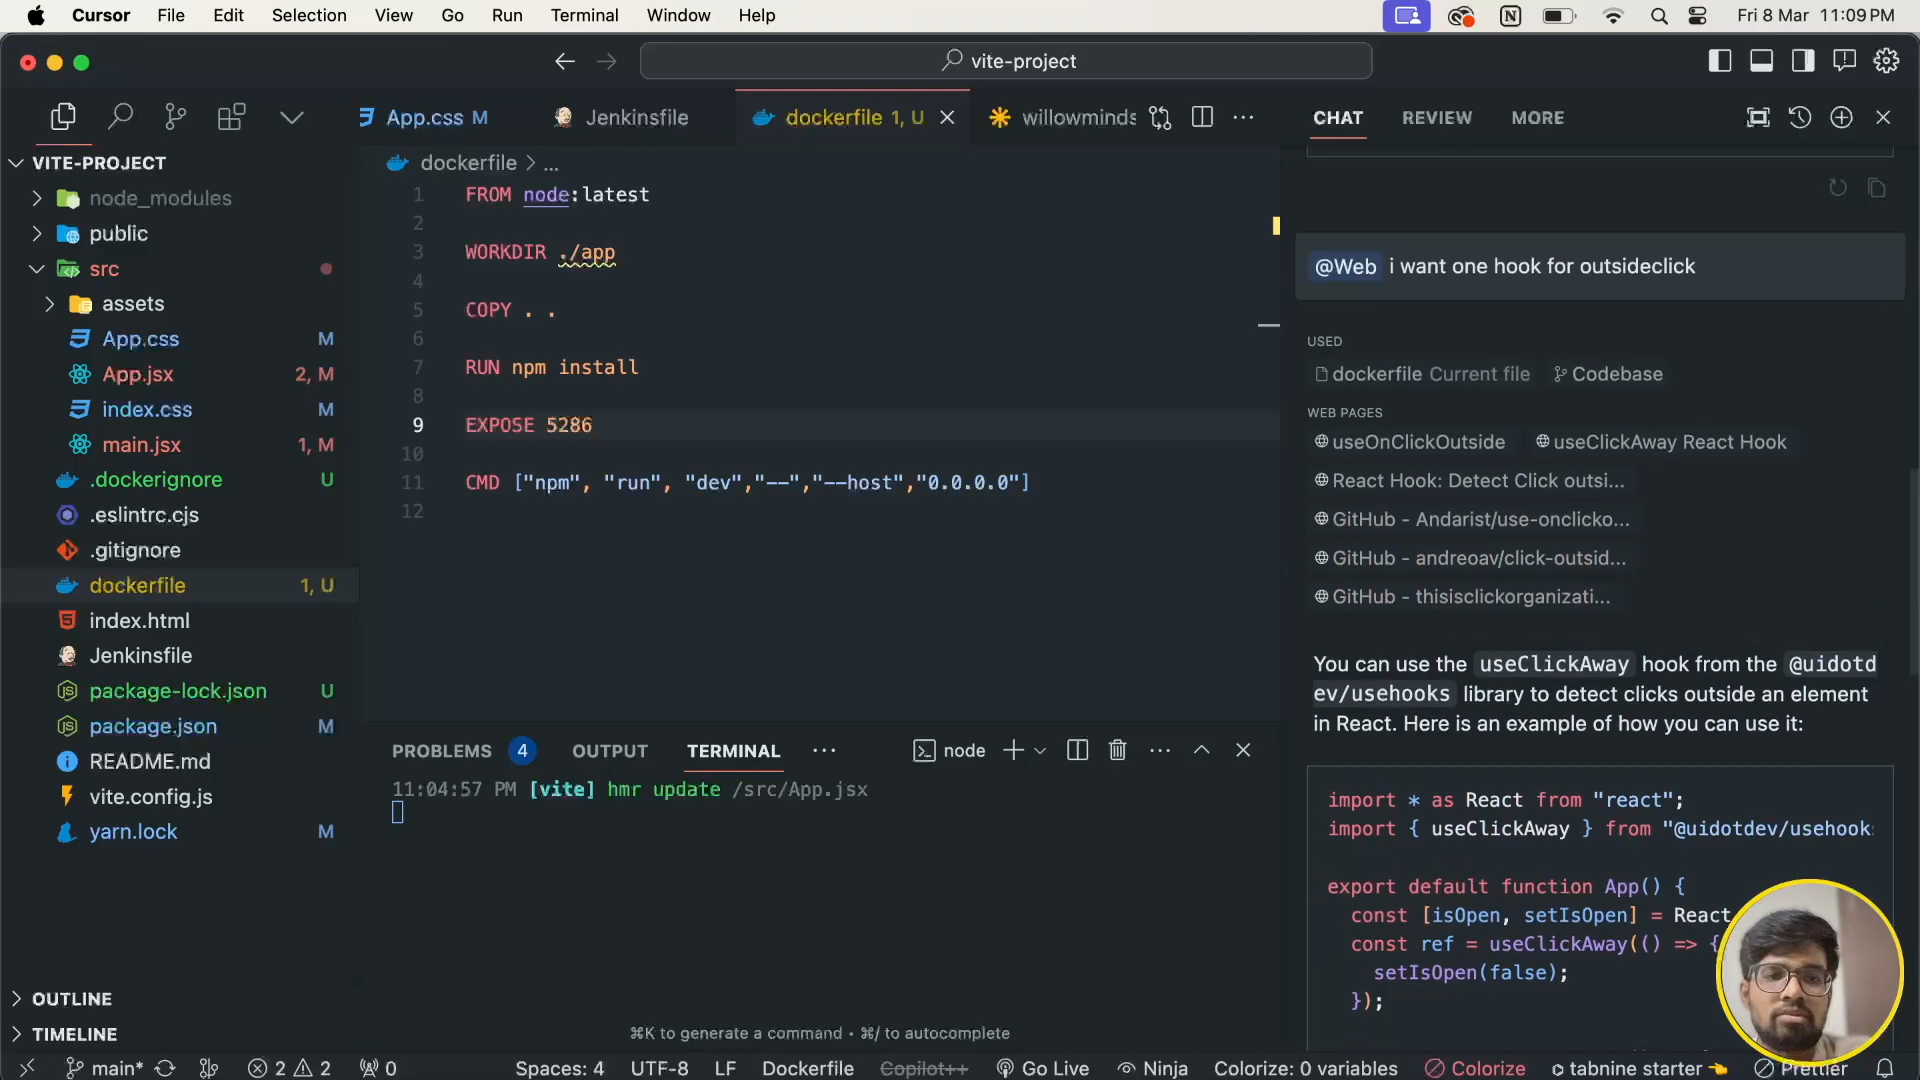 Cursor File Edit Selection View Go Run Terminal Window Help
Fri 8 Mar 11:09 PM
vite-project
App.css M
Jenkinsfile
dockerfile 1, U
willowminds
CHAT REVIEW MORE
VITE-PROJECT
node_modules
public
src
assets
App.css M
App.jsx 2, M
index.css M
main.jsx 1, M
.dockerignore U
.eslintrc.cjs
.gitignore
dockerfile 1, U
index.html
Jenkinsfile
package-lock.json U
package.json M
README.md
vite.config.js
yarn.lock M
OUTLINE
TIMELINE
dockerfile > ...
1 FROM node:latest
2
3 WORKDIR ./app
4
5 COPY . .
6
7 RUN npm install
8
9 EXPOSE 5286
10
11 CMD ["npm", "run", "dev","--","--host","0.0.0.0"]
12
PROBLEMS 4 OUTPUT TERMINAL ...
node
11:04:57 PM [vite] hmr update /src/App.jsx
⌘K to generate a command • ⌘/ to autocomplete
@Web i want one hook for outsideclick
USED
dockerfile Current file Codebase
WEB PAGES
useOnClickOutside useClickAway React Hook
React Hook: Detect Click outsi...
GitHub - Andarist/use-onclicko...
GitHub - andreoav/click-outsid...
GitHub - thisisclickorganizati...
You can use the useClickAway hook from the @uidotd
ev/usehooks library to detect clicks outside an element
in React. Here is an example of how you can use it:
import * as React from "react";
import { useClickAway } from "@uidotdev/usehooks
export default function App() {
const [isOpen, setIsOpen] = React
const ref = useClickAway(() => {
setIsOpen(false);
});
main* 2 2 0 Spaces: 4 UTF-8 LF Dockerfile Copilot++ Go Live Ninja Colorize: 0 variables Colorize tabnine starter Prettier